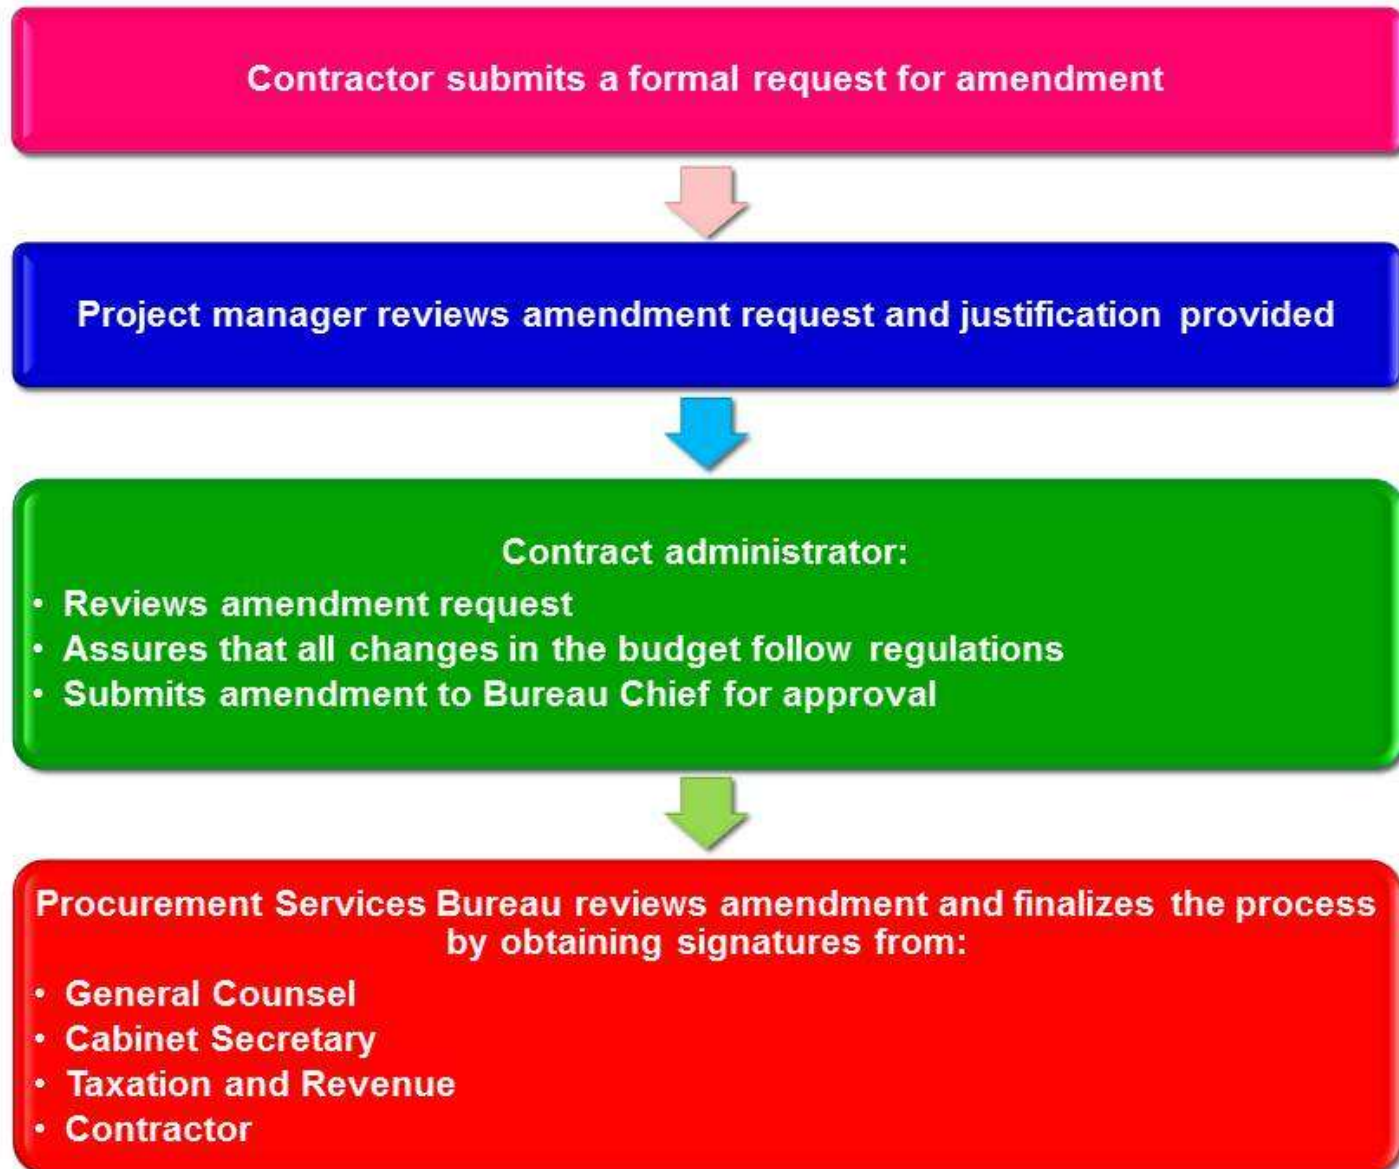 Contractor submits a formal request for amendment
Project manager reviews amendment request and justification provided
Contract administrator:
• Reviews amendment request
• Assures that all changes in the budget follow regulations
• Submits amendment to Bureau Chief for approval
Procurement Services Bureau reviews amendment and finalizes the process
by obtaining signatures from:
• General Counsel
• Cabinet Secretary
• Taxation and Revenue
• Contractor